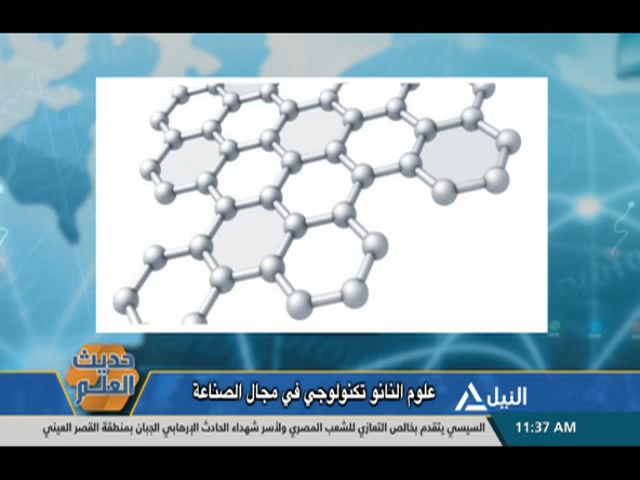 حديث
العلم
علوم النانو تكنولوجي في مجال الصناعة
النيل
السيسي يتقدم بخالص التعازي للشعب المصري ولأسر شهداء الحادث الإرهابي الجبان بمنطقة القصر العيني
11:37 AM